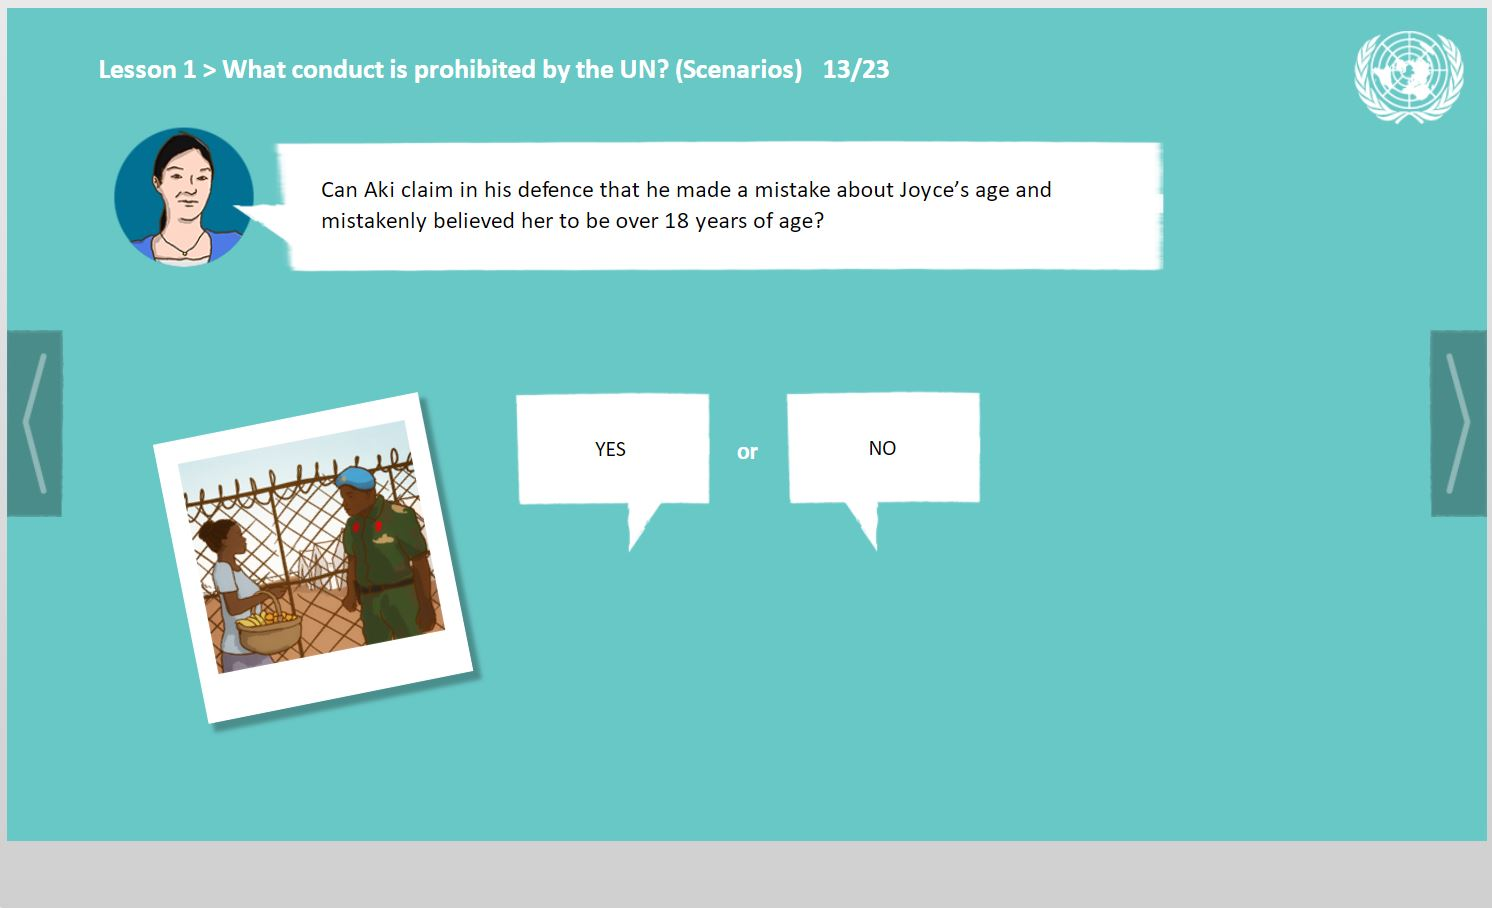 Lesson 1 > What conduct is prohibited by the UN? (Scenarios) 13/23
Can Aki claim in his defence that he made a mistake about Joyce’s age and
mistakenly believed her to be over 18 years of age?
YES
or
NO